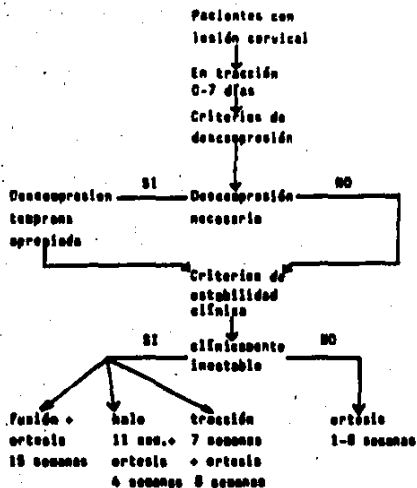 Pacientes con
lesión cervical
En tracción
0-7 días
Criterios de
descompresión
SI
NO
Descompresion
temprana
apropiada
Descompresión
necesaria
Criterios de
estabilidad
clínica
SI
NO
clínicamente
inestable
fusión +
ortesis
15 semanas
halo
11 sem.+
ortesis
4 semanas
tracción
7 semanas
+ ortesis
8 semanas
ortesis
1-8 semanas